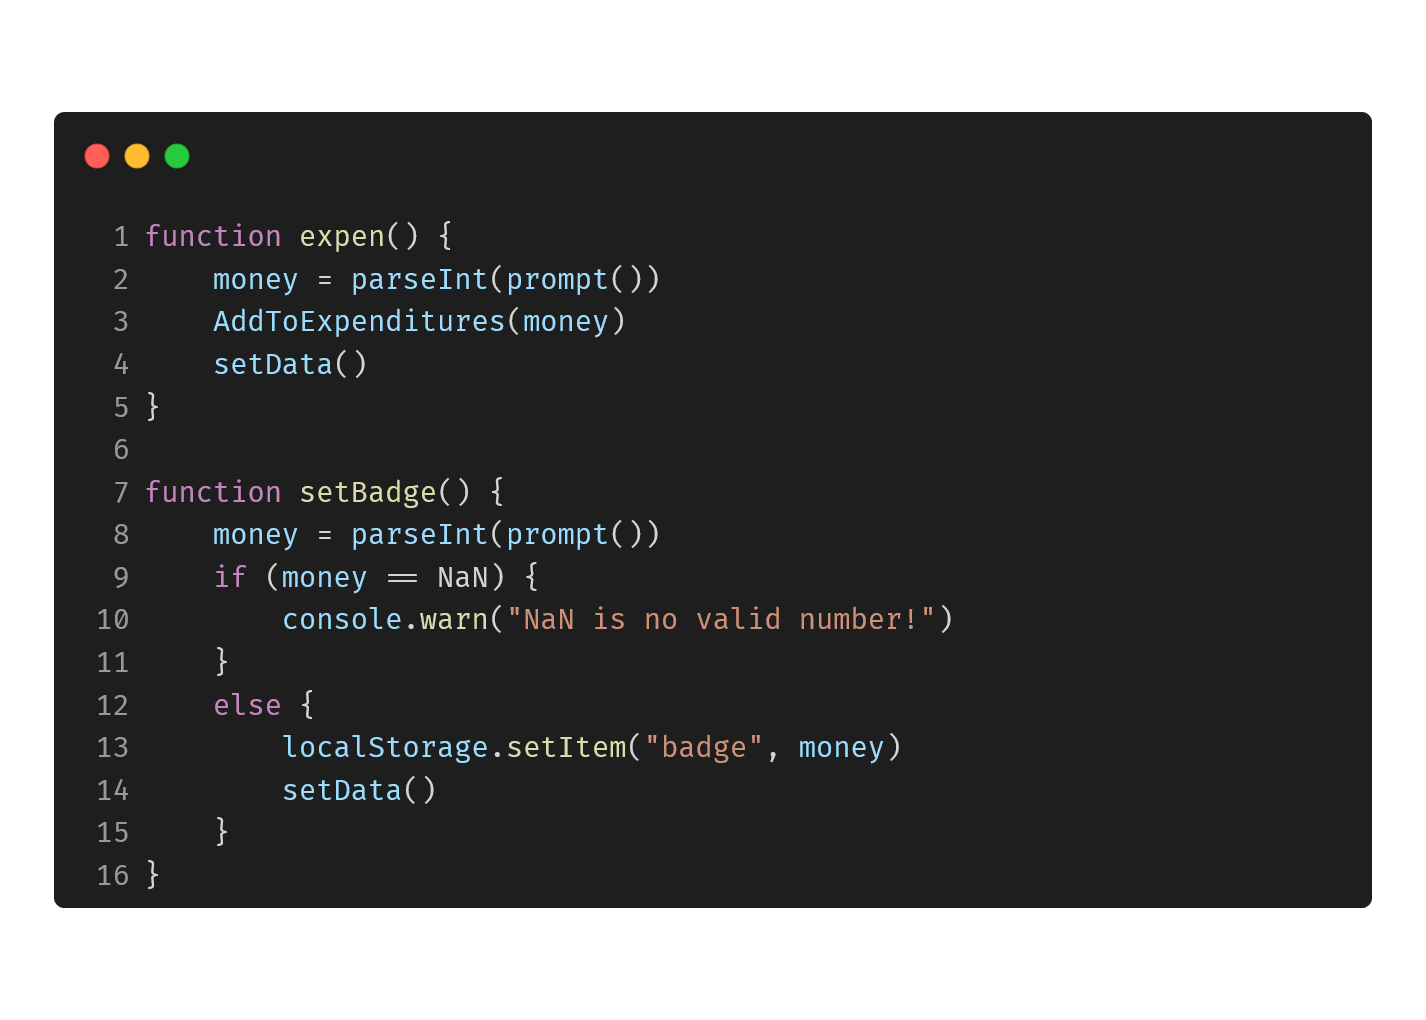 1 function expen() {
2     money = parseInt(prompt())
3     AddToExpenditures(money)
4     setData()
5 }
6
7 function setBadge() {
8     money = parseInt(prompt())
9     if (money == NaN) {
10         console.warn("NaN is no valid number!")
11     }
12     else {
13         localStorage.setItem("badge", money)
14         setData()
15     }
16 }